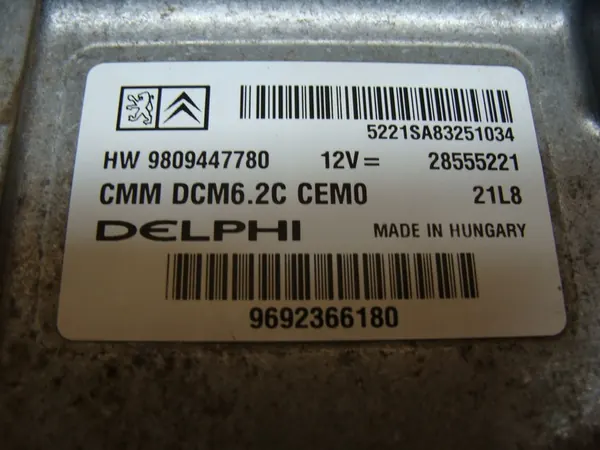 5221SA83251034
HW 9809447780 12V= 28555221
CMM DCM6.2C CEM0 21L8
DELPHI MADE IN HUNGARY
9692366180